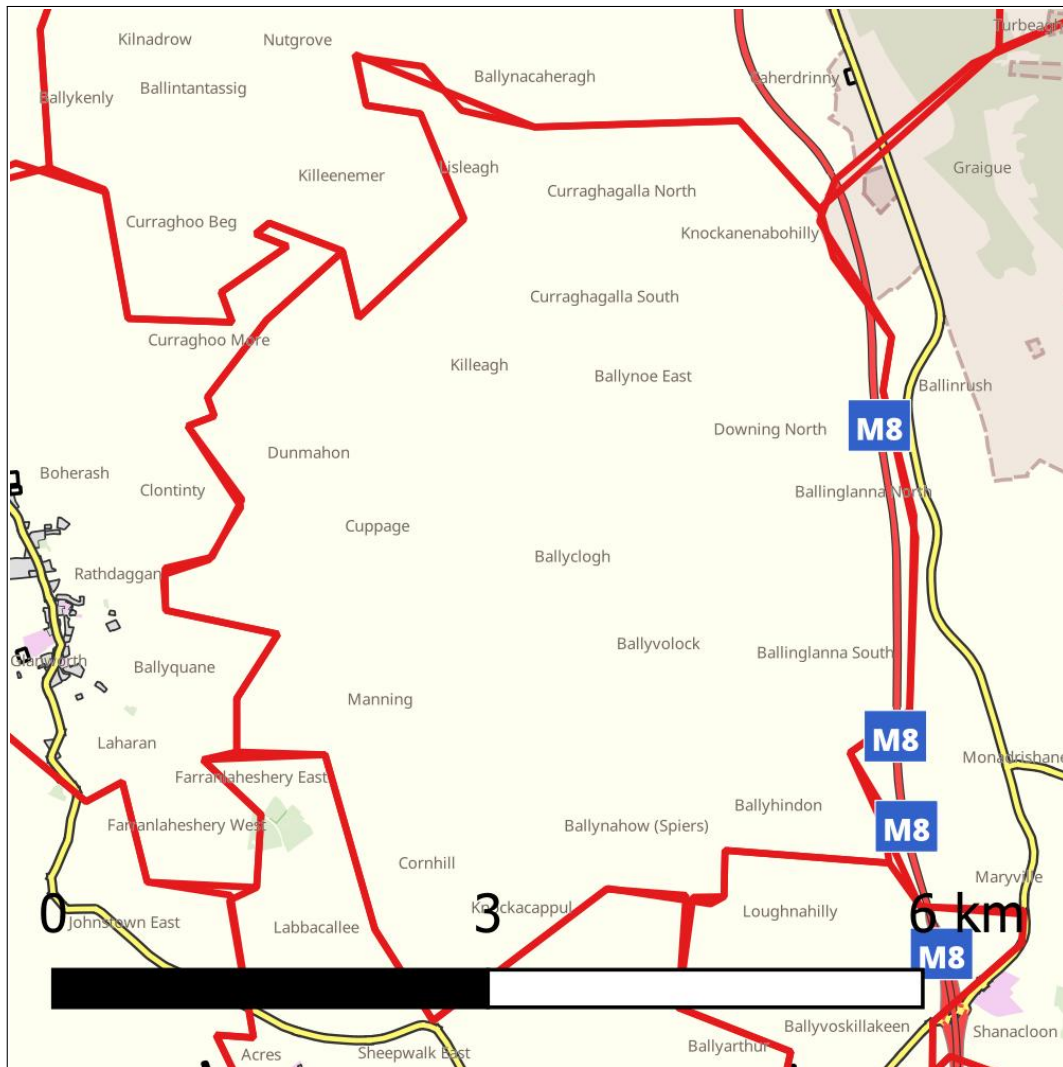 Turbeagh
Kilnadrow
Nutgrove
Ballynacaheragh
Caherdrinny
Ballintantassig
Ballykenly
Lisleagh
Graigue
Killeenemer
Curraghagalla North
Curraghoo Beg
Knockanenabohilly
Curraghagalla South
Curraghoo More
Killeagh
Ballynoe East
Ballinrush
M8
Downing North
Dunmahon
Boherash
Clontinty
Ballinglanna North
Cuppage
Ballyclogh
Rathdaggan
Ballyvolock
Ballinglanna South
Glanworth
Ballyquane
Manning
M8
Laharan
Monadrishane
Farranlaheshery East
Ballyhindon
M8
Farranlaheshery West
Ballynahow (Spiers)
Cornhill
Maryville
Knockacappul
Loughnahilly
0
3
6 km
Johnstown East
Labbacallee
M8
Ballyvoskillakeen
Shanacloon
Ballyarthur
Acres
Sheepwalk East